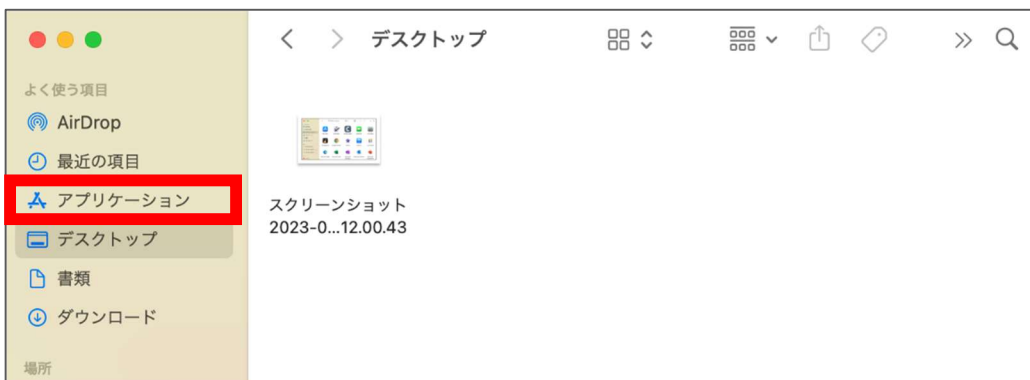 デスクトップ
よく使う項目
AirDrop
最近の項目
アプリケーション
デスクトップ
書類
ダウンロード
場所
スクリーンショット
2023-0...12.00.43